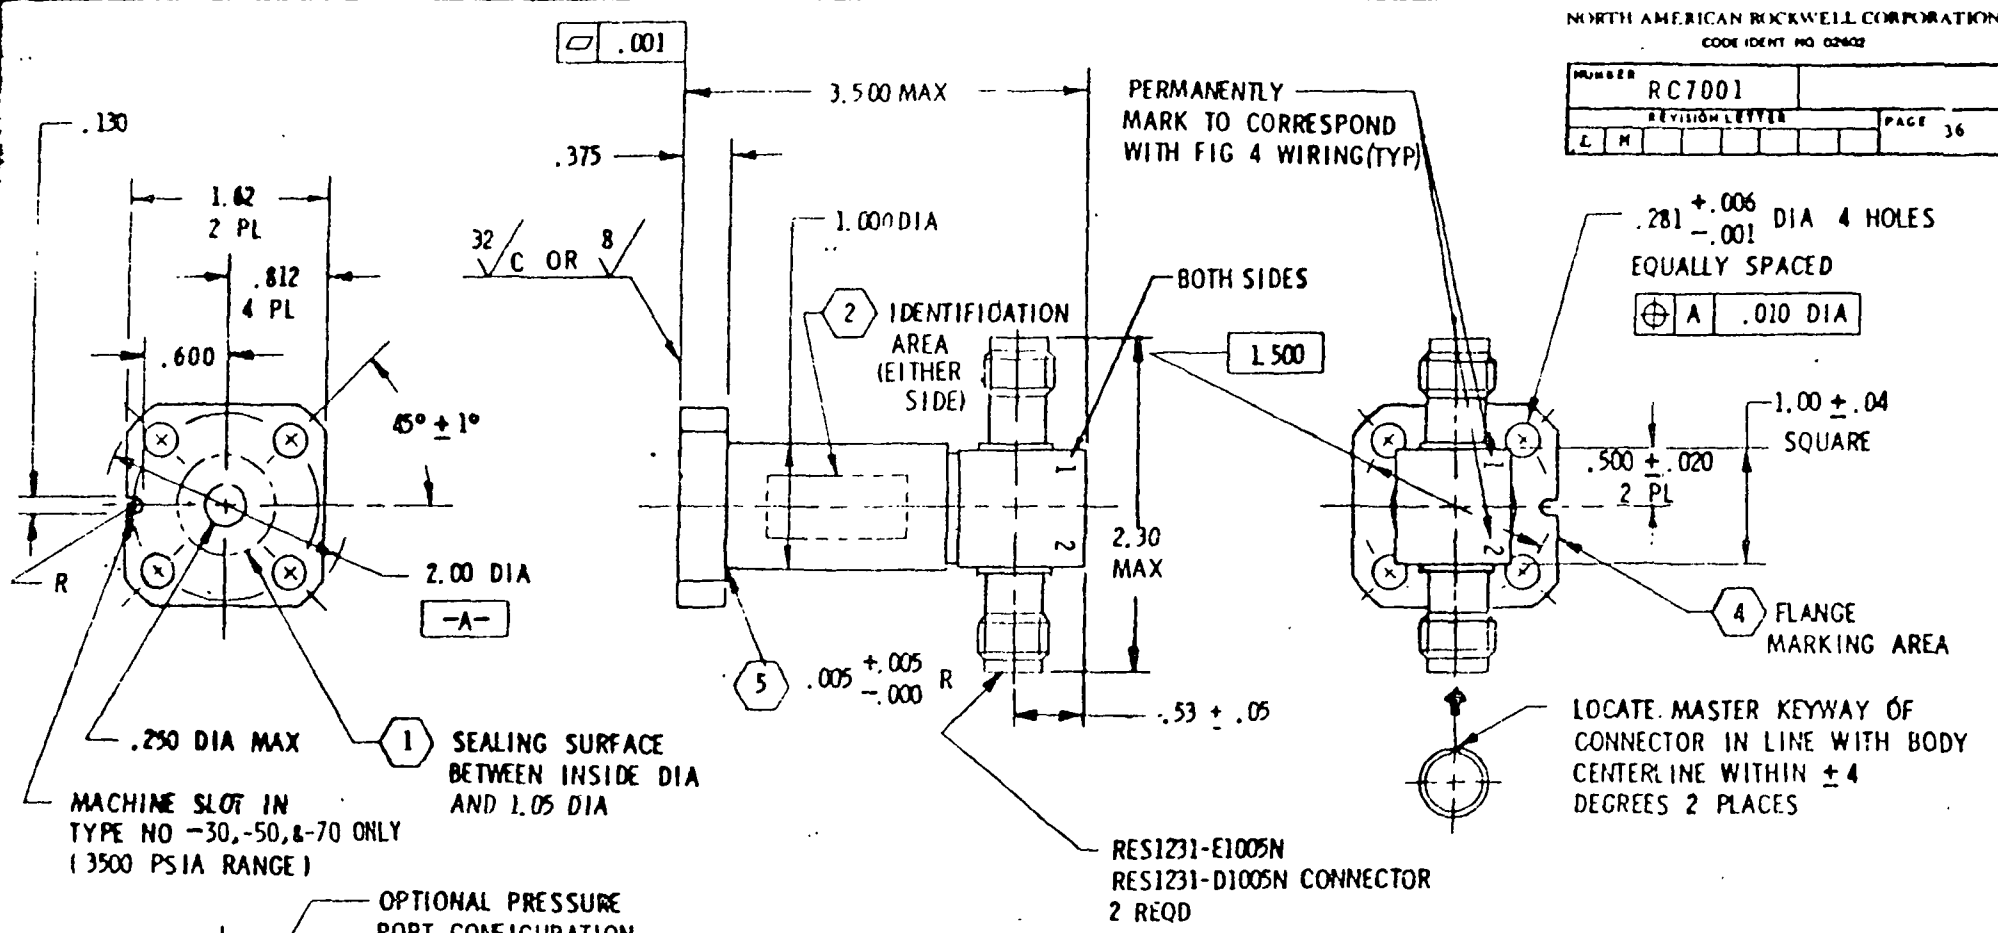 NORTH AMERICAN ROCKWELL CORPORATION
CODE IDENT NO 02602
NUMBER
RC7001
REVISION LETTER
PAGE 36
L M
.001
3.500 MAX
.375
.130
1.62
2 PL
.812
4 PL
.600
45° ± 1°
32
C OR
8
1.000 DIA
2 IDENTIFICATION
AREA
(EITHER
SIDE)
PERMANENTLY
MARK TO CORRESPOND
WITH FIG 4 WIRING (TYP)
BOTH SIDES
1.500
.281 +.006
-.001 DIA 4 HOLES
EQUALLY SPACED
A .010 DIA
1.00 ± .04
SQUARE
.500 ± .020
2 PL
1
2
1
2
2.30
MAX
R
2.00 DIA
-A-
.250 DIA MAX
1 SEALING SURFACE
BETWEEN INSIDE DIA
AND 1.05 DIA
5 .005 +.005
-.000 R
.53 ± .05
4 FLANGE
MARKING AREA
MACHINE SLOT IN
TYPE NO -30,-50,&-70 ONLY
(3500 PSIA RANGE)
LOCATE MASTER KEYWAY OF
CONNECTOR IN LINE WITH BODY
CENTERLINE WITHIN ±4
DEGREES 2 PLACES
RES1231-E1005N
RES1231-D1005N CONNECTOR
2 REQD
OPTIONAL PRESSURE
PORT CONFIGURATION